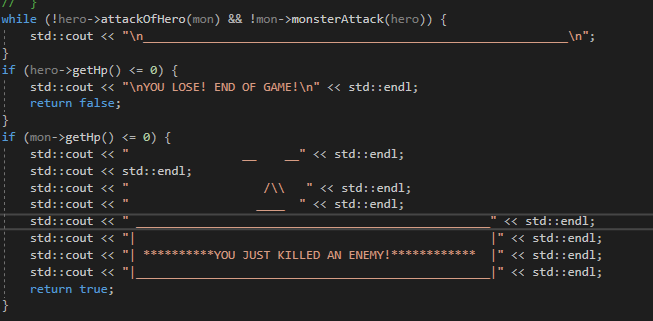 //  }
while (!hero->attackOfHero(mon) && !mon->monsterAttack(hero)) {
    std::cout << "\n___________________________________________________________\n";
}
if (hero->getHp() <= 0) {
    std::cout << "\nYOU LOSE! END OF GAME!\n" << std::endl;
    return false;
}
if (mon->getHp() <= 0) {
    std::cout << "                __    __" << std::endl;
    std::cout << std::endl;
    std::cout << "                   /\\   " << std::endl;
    std::cout << "                  ____  " << std::endl;
    std::cout << " _________________________________________________" << std::endl;
    std::cout << "|                                                 |" << std::endl;
    std::cout << "| **********YOU JUST KILLED AN ENEMY!************  |" << std::endl;
    std::cout << "|_________________________________________________|" << std::endl;
    return true;
}